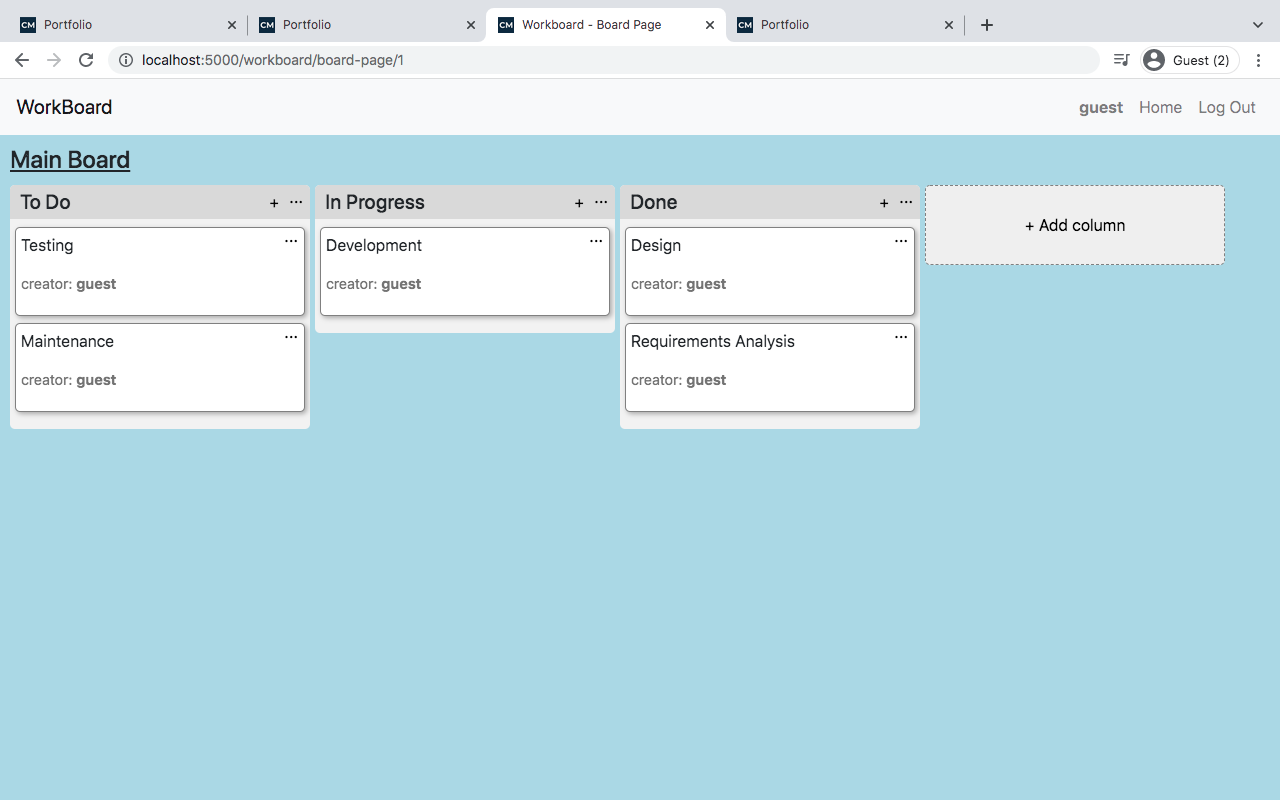 CM Portfolio
CM Portfolio
CM Workboard - Board Page
CM Portfolio
localhost:5000/workboard/board-page/1
Guest (2)
WorkBoard
guest Home Log Out
Main Board
To Do + ...
Testing ...
creator: guest
Maintenance ...
creator: guest
In Progress + ...
Development ...
creator: guest
Done + ...
Design ...
creator: guest
Requirements Analysis ...
creator: guest
+ Add column